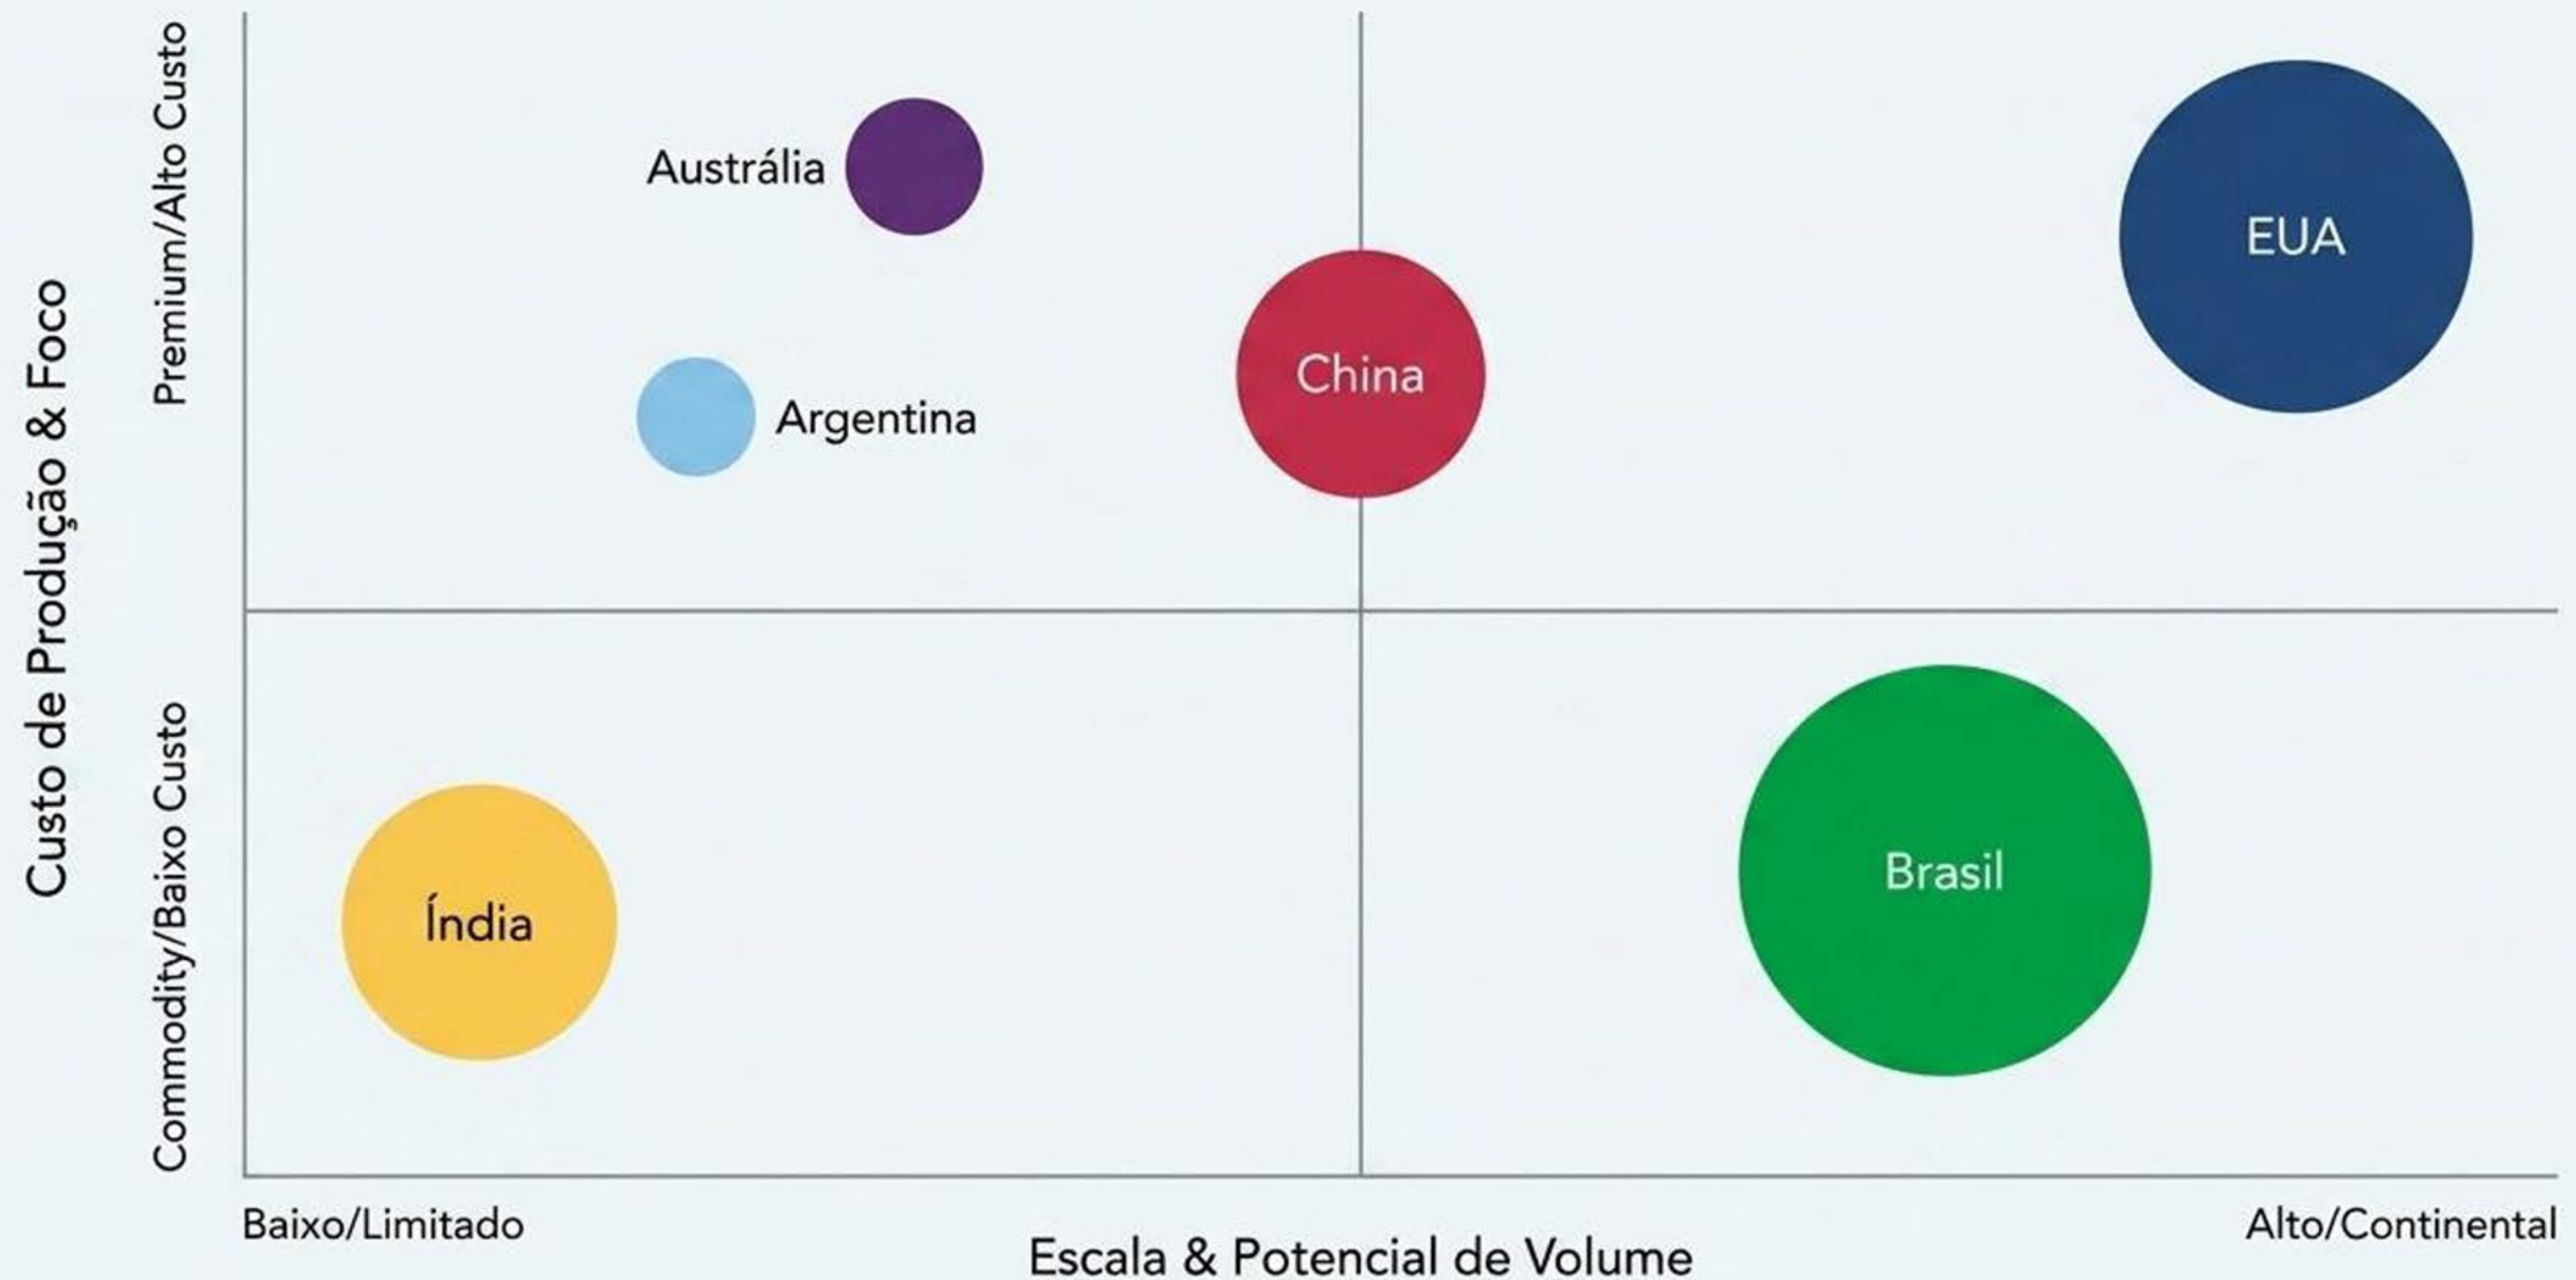 Custo de Produção & Foco
Premium/Alto Custo
Commodity/Baixo Custo
Austrália
EUA
China
Argentina
Brasil
Índia
Baixo/Limitado
Alto/Continental
Escala & Potencial de Volume